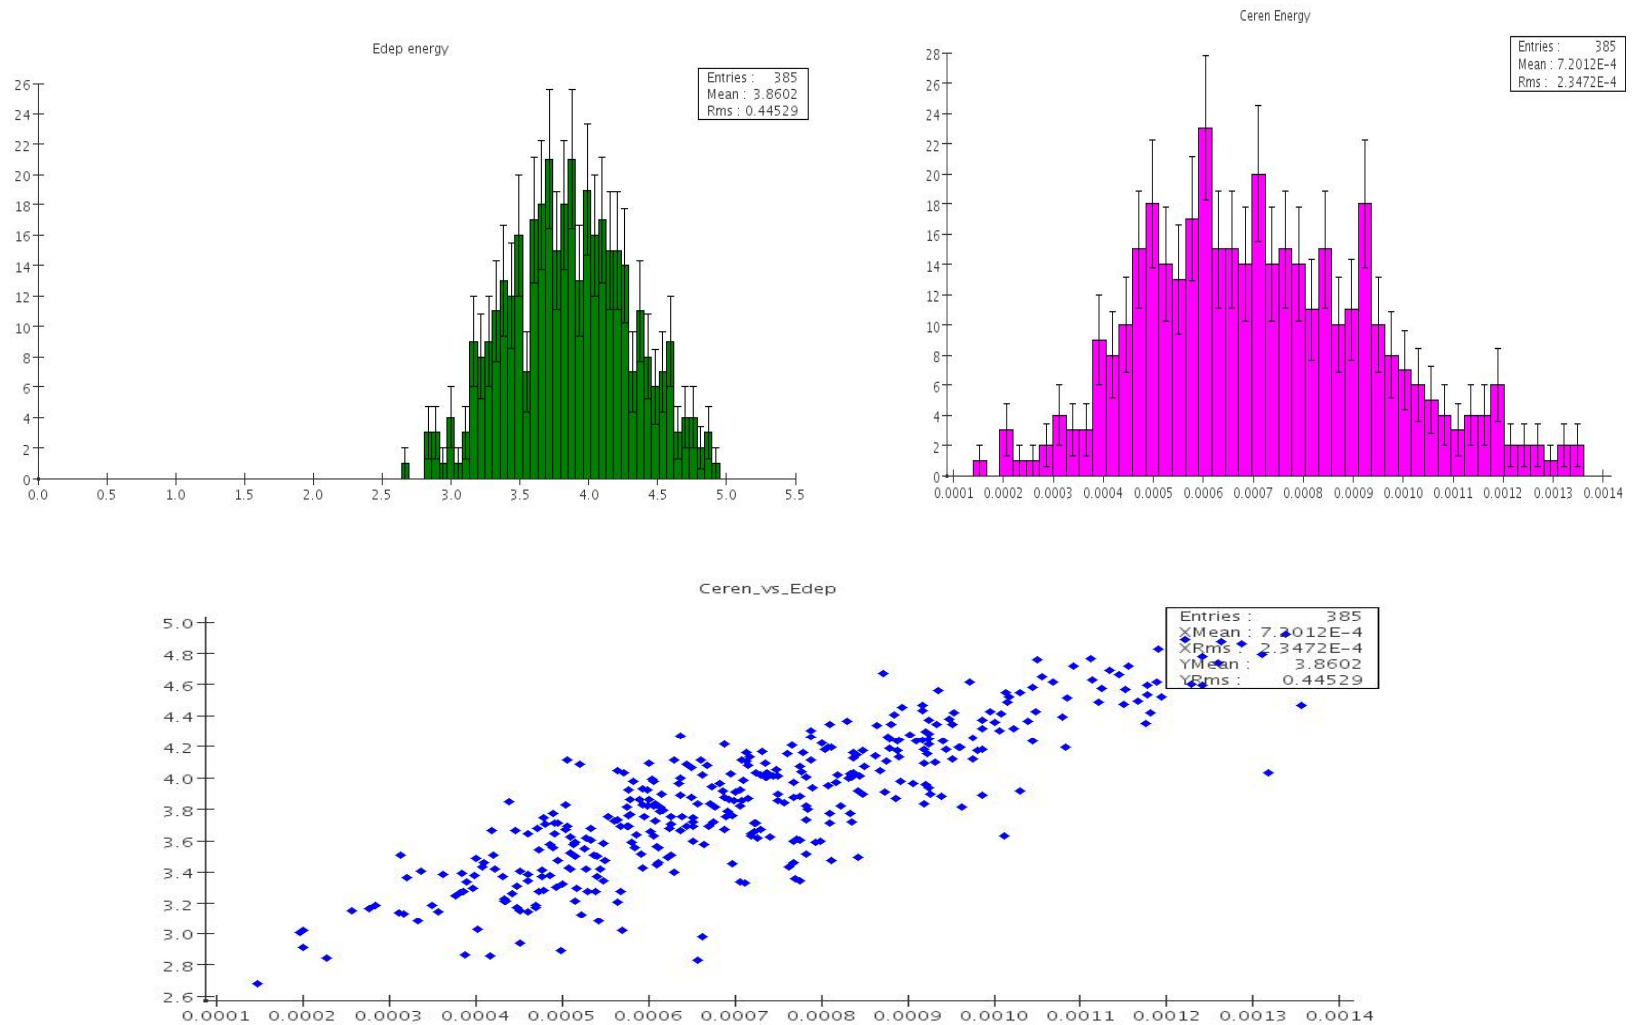 Edep energy
Entries : 385
Mean : 3.8602
Rms : 0.44529
26
24
22
20
18
16
14
12
10
8
6
4
2
0
0.0 0.5 1.0 1.5 2.0 2.5 3.0 3.5 4.0 4.5 5.0 5.5
Ceren Energy
Entries : 385
Mean : 7.2012E-4
Rms : 2.3472E-4
28
26
24
22
20
18
16
14
12
10
8
6
4
2
0
0.0001 0.0002 0.0003 0.0004 0.0005 0.0006 0.0007 0.0008 0.0009 0.0010 0.0011 0.0012 0.0013 0.0014
Ceren_vs_Edep
Entries : 385
XMean : 7.2012E-4
XRms : 2.3472E-4
YMean : 3.8602
YRms : 0.44529
5.0
4.8
4.6
4.4
4.2
4.0
3.8
3.6
3.4
3.2
3.0
2.8
2.6
0.0001 0.0002 0.0003 0.0004 0.0005 0.0006 0.0007 0.0008 0.0009 0.0010 0.0011 0.0012 0.0013 0.0014